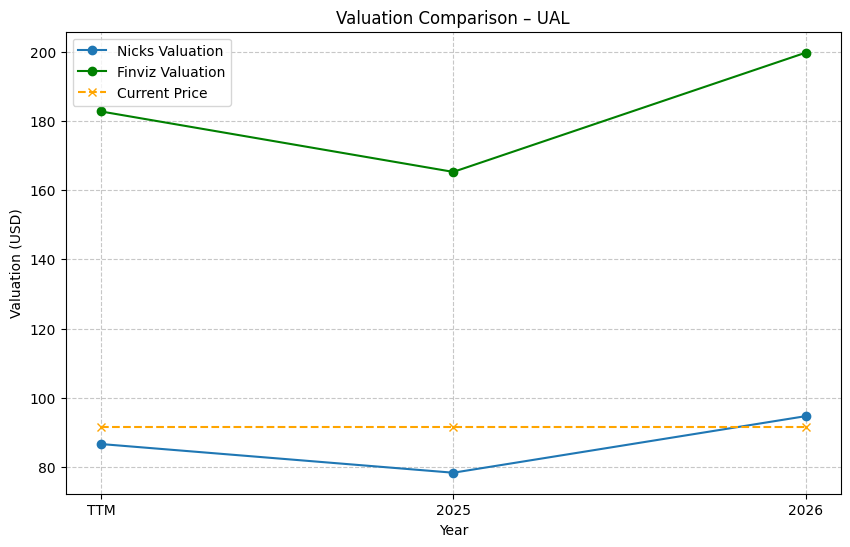 Valuation Comparison – UAL
Nicks Valuation
Finviz Valuation
Current Price
Valuation (USD)
200
180
160
140
120
100
80
TTM
2025
2026
Year